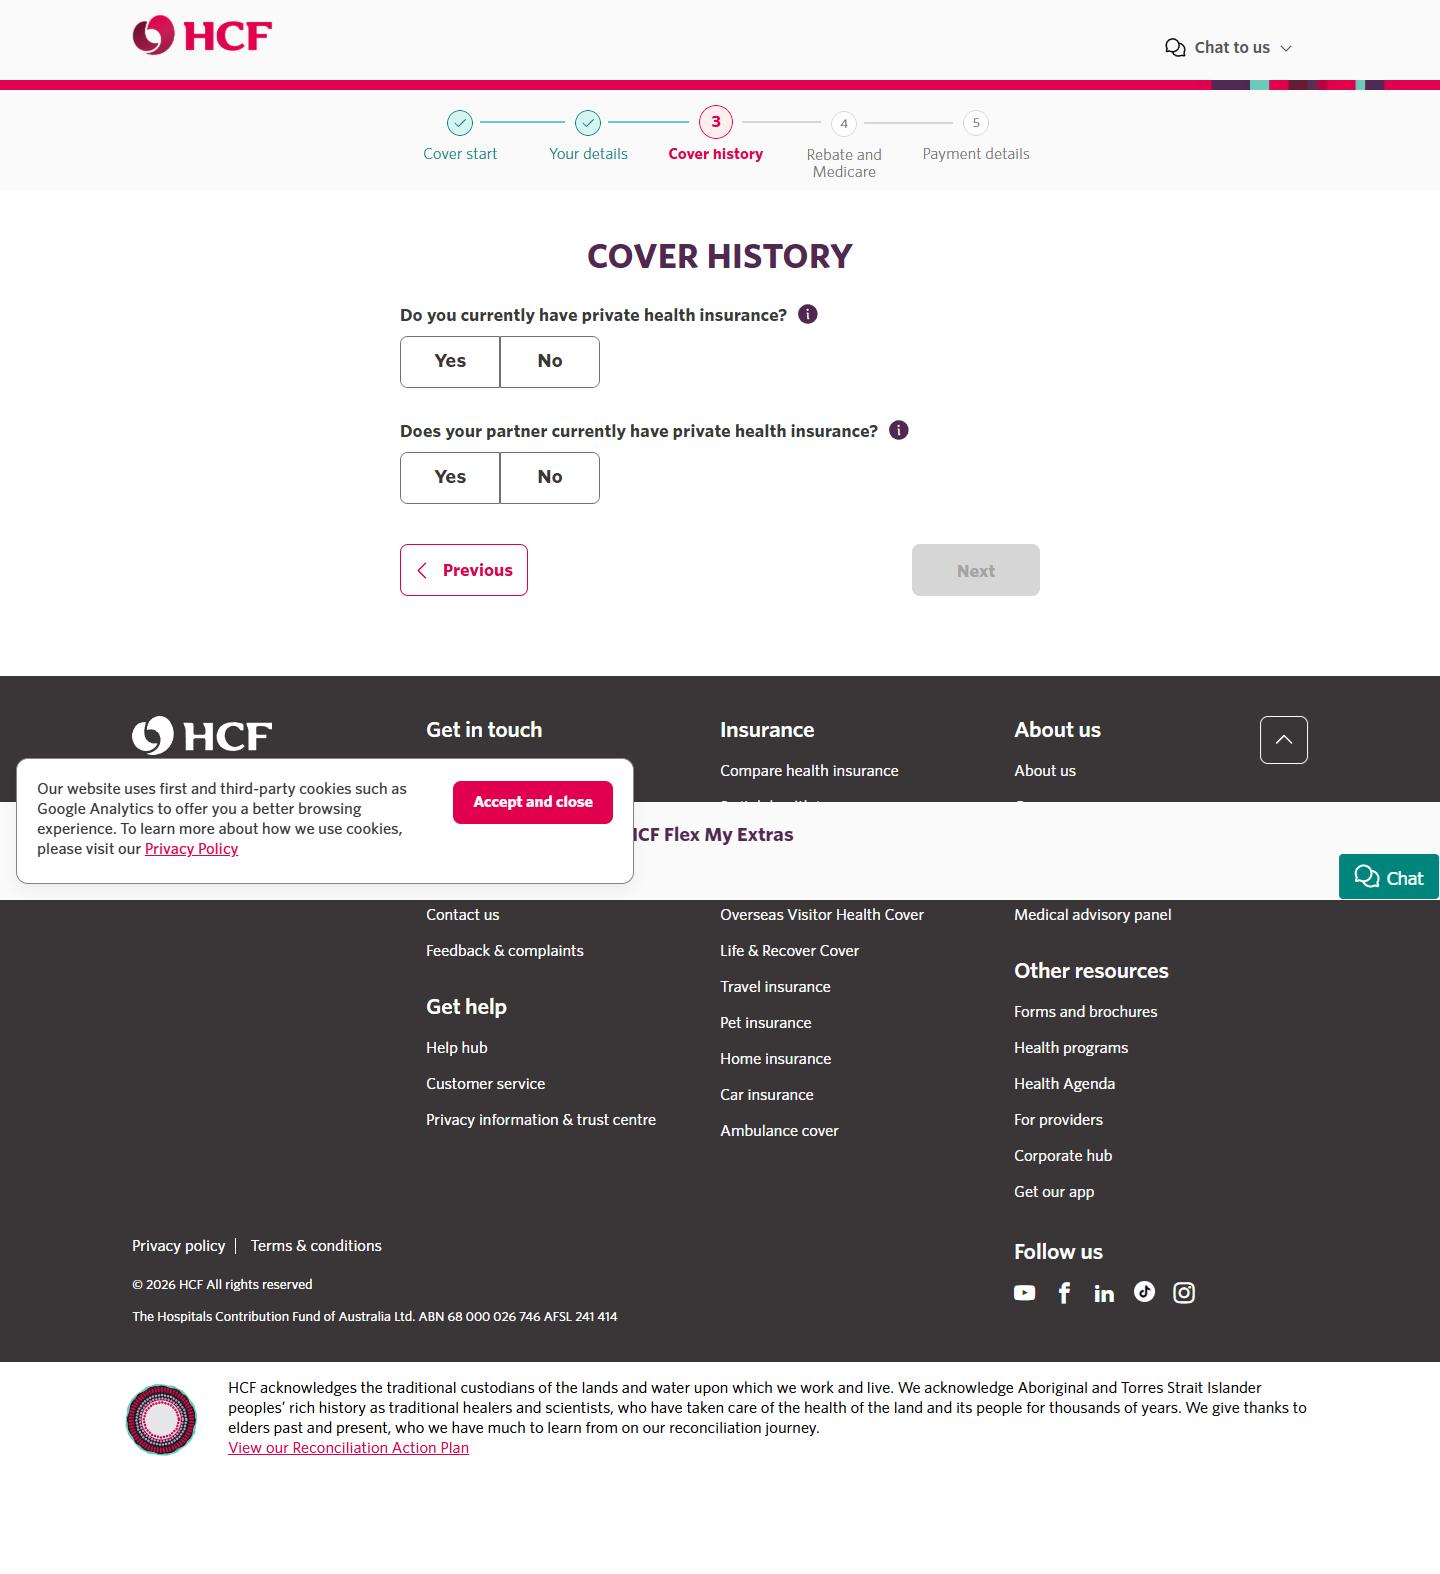 HCF
Chat to us
3
4
5
Cover start
Your details
Cover history
Rebate and
Medicare
Payment details
COVER HISTORY
Do you currently have private health insurance?
Yes
No
Does your partner currently have private health insurance?
Yes
No
Previous
Next
HCF
Get in touch
Insurance
About us
Compare health insurance
About us
Our website uses first and third-party cookies such as
Google Analytics to offer you a better browsing
experience. To learn more about how we use cookies,
please visit our Privacy Policy
Accept and close
HCF Flex My Extras
Chat
Contact us
Feedback & complaints
Get help
Help hub
Customer service
Privacy information & trust centre
Overseas Visitor Health Cover
Life & Recover Cover
Travel insurance
Pet insurance
Home insurance
Car insurance
Ambulance cover
Medical advisory panel
Other resources
Forms and brochures
Health programs
Health Agenda
For providers
Corporate hub
Get our app
Privacy policy
Terms & conditions
Follow us
© 2026 HCF All rights reserved
The Hospitals Contribution Fund of Australia Ltd. ABN 68 000 026 746 AFSL 241 414
HCF acknowledges the traditional custodians of the lands and water upon which we work and live. We acknowledge Aboriginal and Torres Strait Islander
peoples’ rich history as traditional healers and scientists, who have taken care of the health of the land and its people for thousands of years. We give thanks to
elders past and present, who we have much to learn from on our reconciliation journey.
View our Reconciliation Action Plan